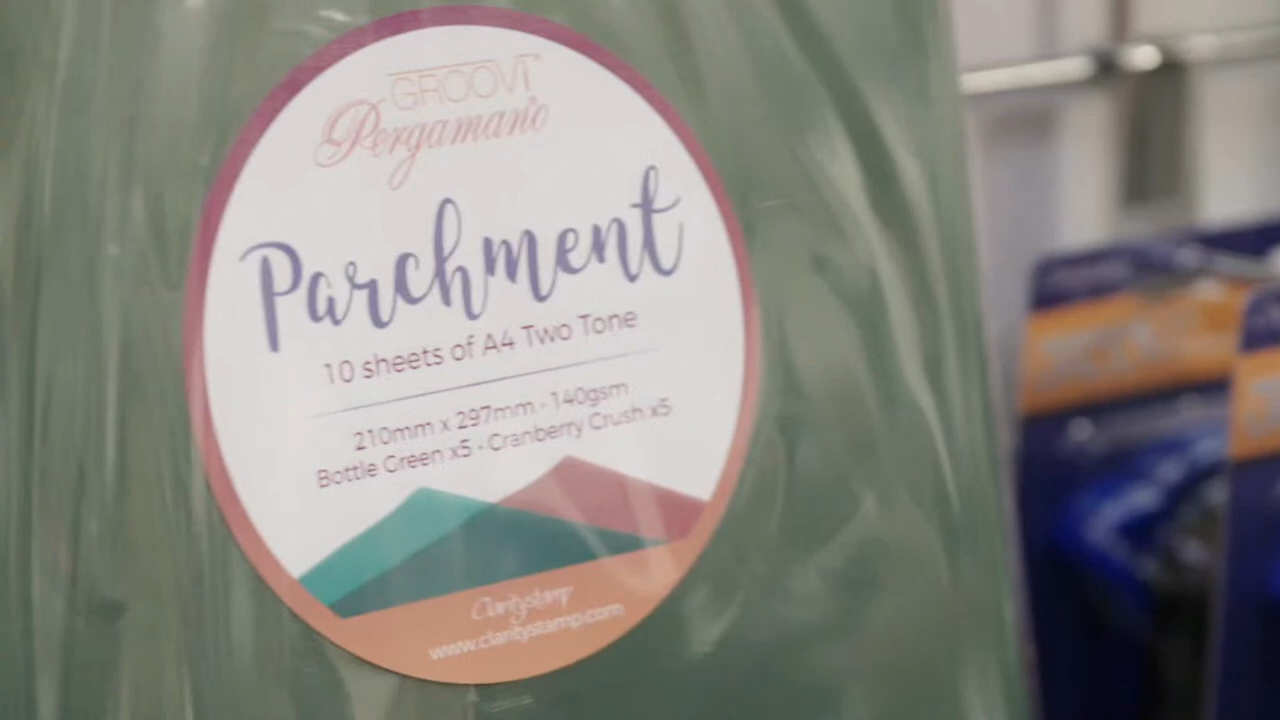 GROOVI
Pergamano
Parchment
10 sheets of A4 Two Tone
210mm x 297mm - 140gsm
Bottle Green x5 - Cranberry Crush x5
Claritystamp
www.claritystamp.com